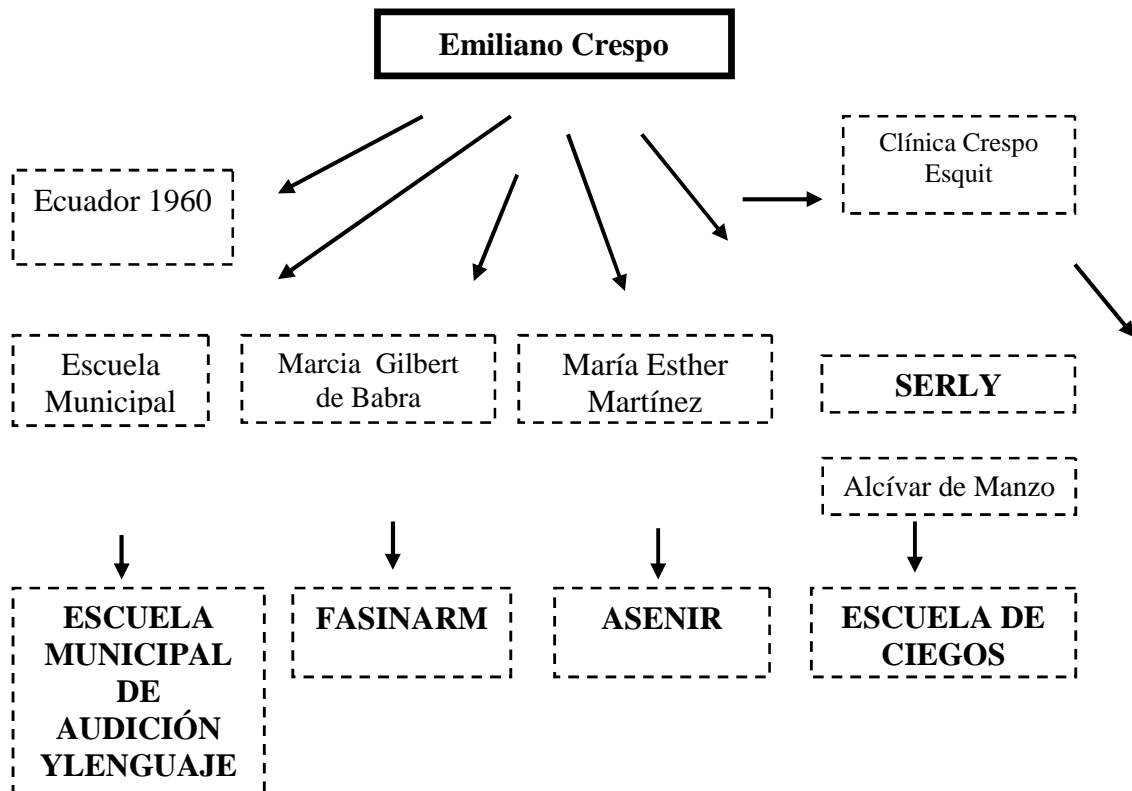 Emiliano Crespo
Clínica Crespo
Esquit
Ecuador 1960
Escuela
Municipal
Marcia Gilbert
de Babra
María Esther
Martínez
SERLY
Alcívar de Manzo
ESCUELA
MUNICIPAL
DE
AUDICIÓN
YLENGUAJE
FASINARM
ASENIR
ESCUELA DE
CIEGOS